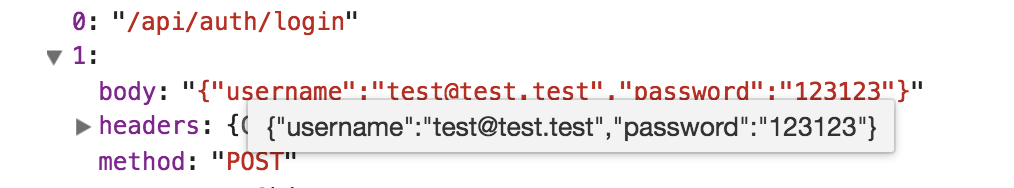 0: "/api/auth/login"
▼ 1:
body: "{"username":"test@test.test","password":"123123"}"
▶ headers: {
{"username":"test@test.test","password":"123123"}
method: "POST"